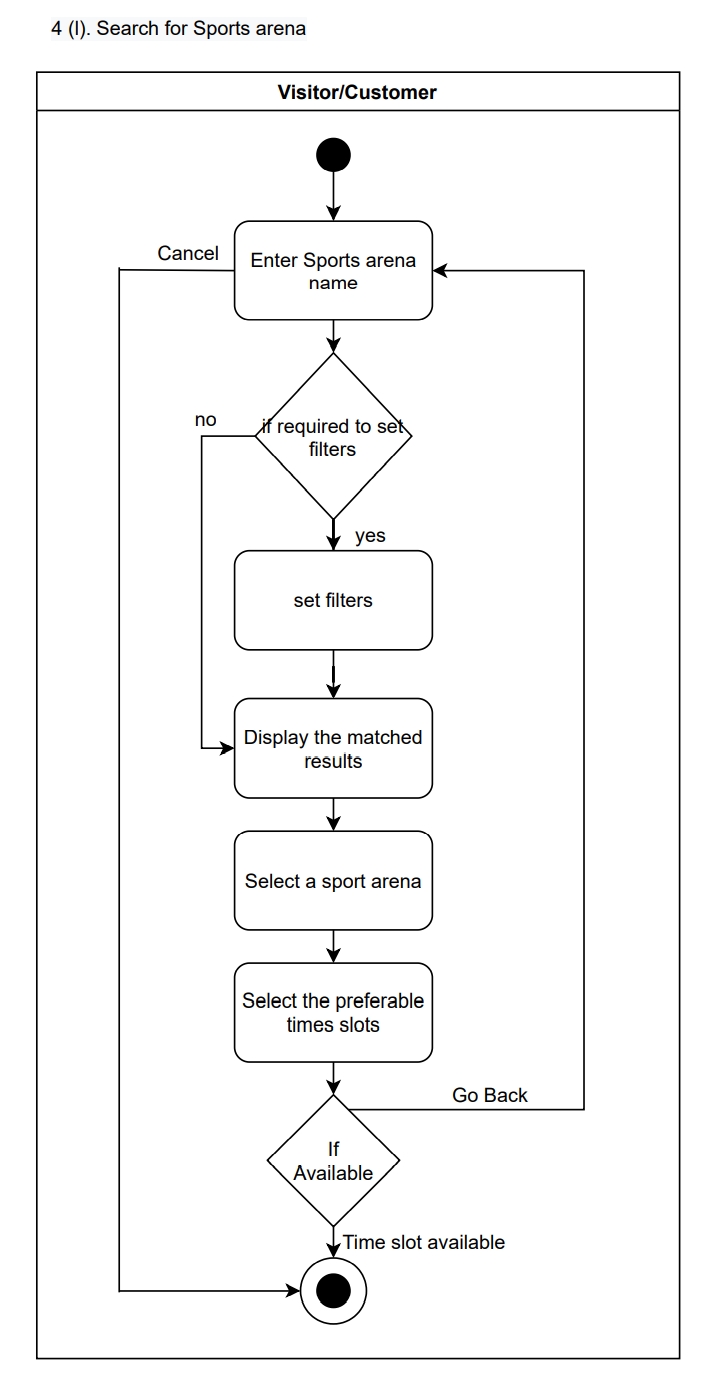 4 (I). Search for Sports arena
Visitor/Customer
Cancel
Enter Sports arena
name
no
if required to set
filters
yes
set filters
Display the matched
results
Select a sport arena
Select the preferable
times slots
Go Back
If
Available
Time slot available